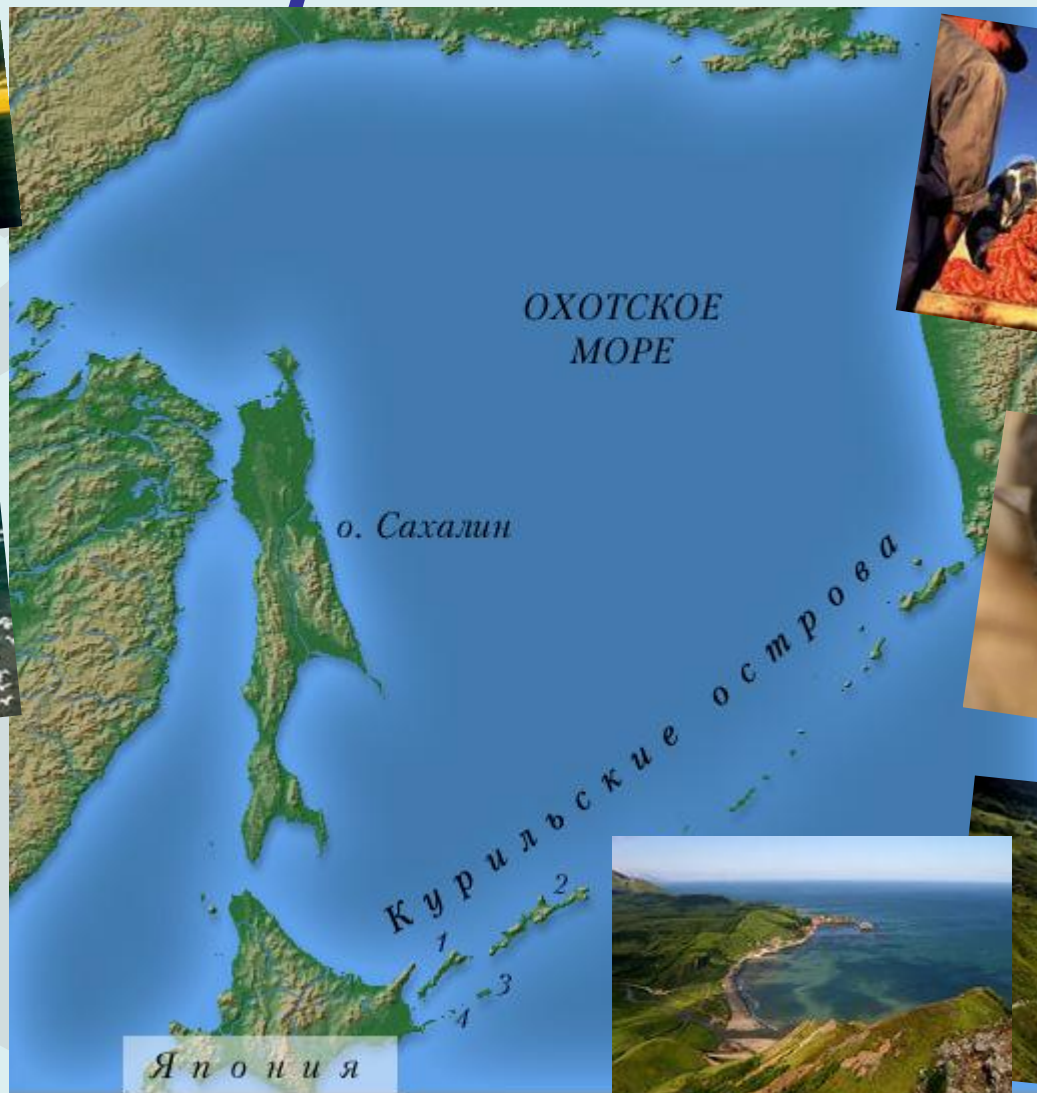 ОХОТСКОЕ
МОРЕ
о. Сахалин
Курильские острова
2
1
3
4
Япония